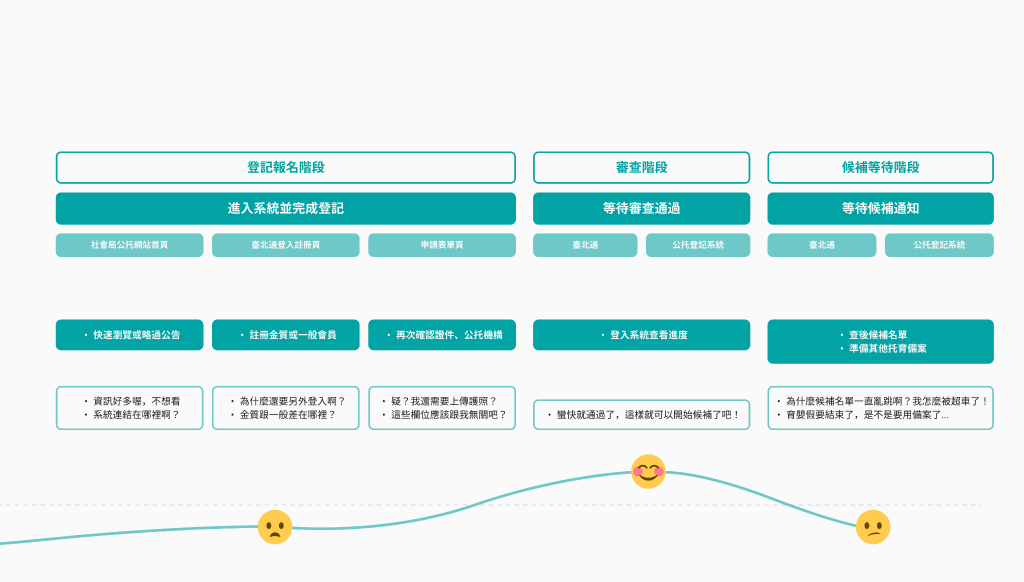 登記報名階段
審查階段
候補等待階段
進入系統並完成登記
等待審查通過
等待候補通知
社會局公托網站首頁
臺北通登入註冊頁
申請表單頁
臺北通
公托登記系統
臺北通
公托登記系統
• 快速瀏覽或略過公告
• 註冊金質或一般會員
• 再次確認證件、公托機構
• 登入系統查看進度
• 查後候補名單
• 準備其他托育備案
• 資訊好多喔，不想看
• 系統連結在哪裡啊？
• 為什麼還要另外登入啊？
• 金質跟一般差在哪裡？
• 疑？我還需要上傳護照？
• 這些欄位應該跟我無關吧？
• 蠻快就通過了，這樣就可以開始候補了吧！
• 為什麼候補名單一直亂跳啊？我怎麼被超車了！
• 育嬰假要結束了，是不是要用備案了...